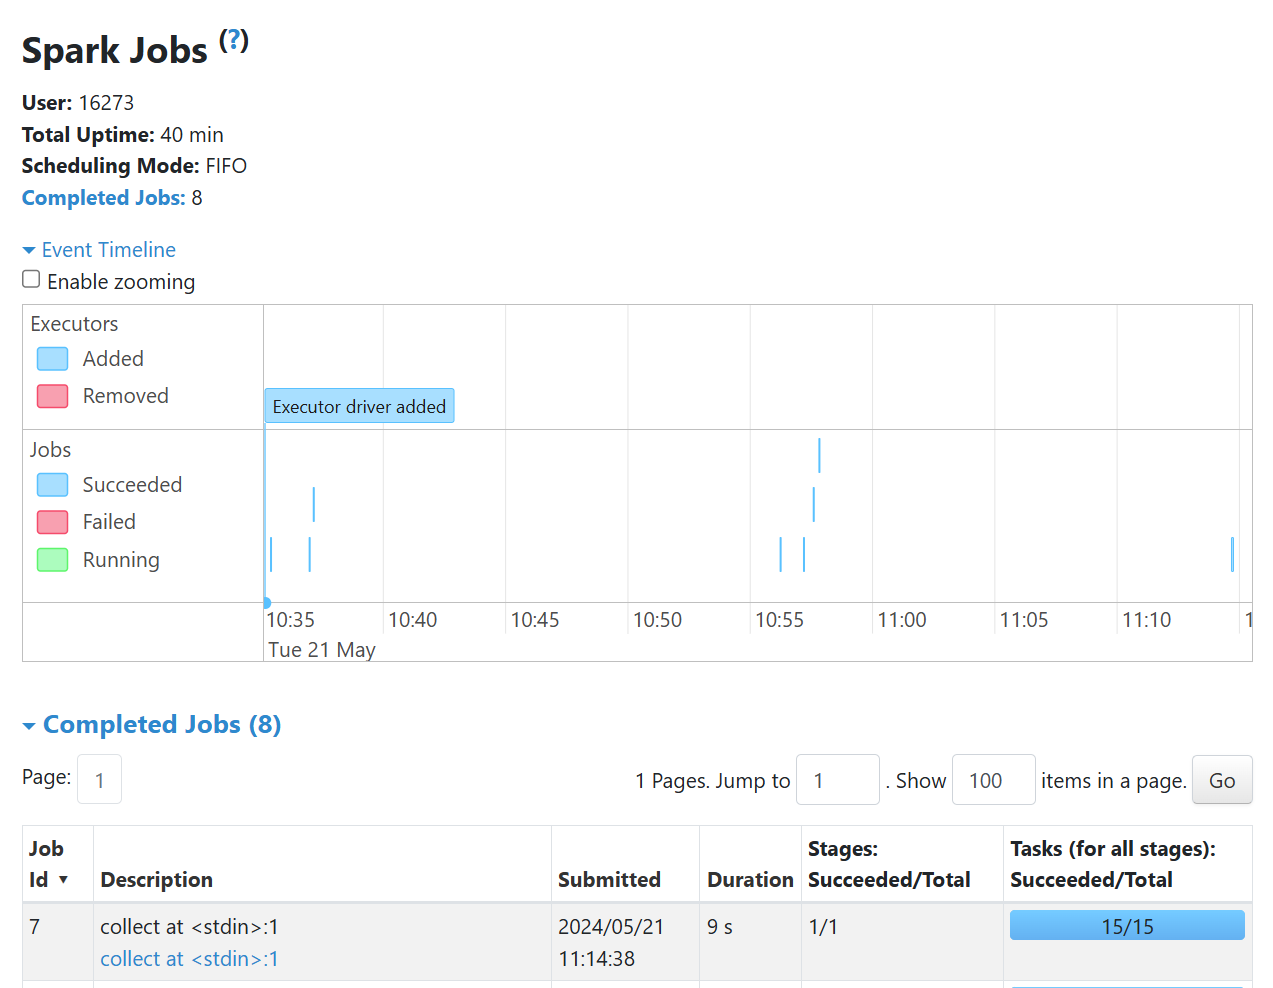 Spark Jobs (?)
User: 16273
Total Uptime: 40 min
Scheduling Mode: FIFO
Completed Jobs: 8
Event Timeline
Enable zooming
Executors
Added
Removed
Executor driver added
Jobs
Succeeded
Failed
Running
10:35 10:40 10:45 10:50 10:55 11:00 11:05 11:10
Tue 21 May
Completed Jobs (8)
Page: 1
1 Pages. Jump to 1 . Show 100 items in a page. Go
Job Id ▼ Description Submitted Duration Stages: Succeeded/Total Tasks (for all stages): Succeeded/Total
7 collect at <stdin>:1 2024/05/21 9 s 1/1 15/15
collect at <stdin>:1 11:14:38